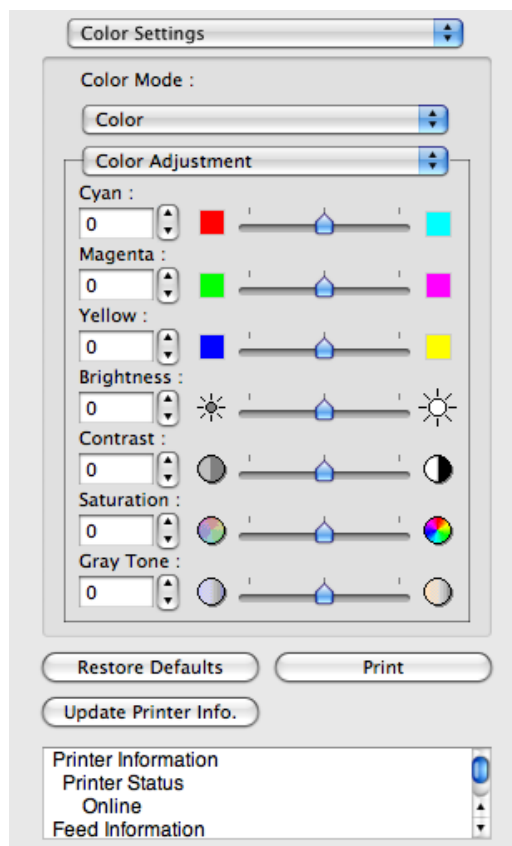 Color Settings
Color Mode :
Color
Color Adjustment
Cyan :
0
Magenta :
0
Yellow :
0
Brightness :
0
Contrast :
0
Saturation :
0
Gray Tone :
0
Restore Defaults
Print
Update Printer Info.
Printer Information
Printer Status
Online
Feed Information